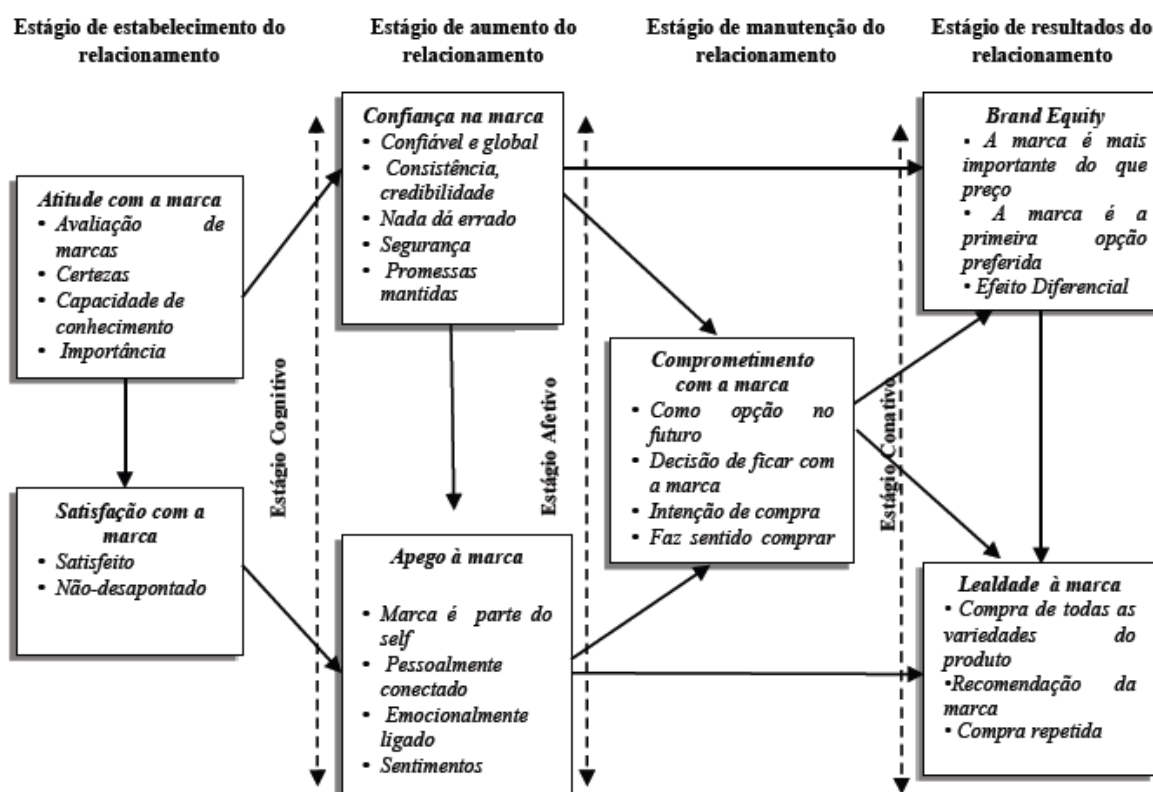 Estágio de estabelecimento do
relacionamento
Estágio de aumento do
relacionamento
Estágio de manutenção do
relacionamento
Estágio de resultados do
relacionamento
Atitude com a marca
• Avaliação de
marcas
• Certezas
• Capacidade de
conhecimento
• Importância
Satisfação com a
marca
• Satisfeito
• Não-desapontado
Estágio Cognitivo
Confiança na marca
• Confiável e global
• Consistência,
credibilidade
• Nada dá errado
• Segurança
• Promessas
mantidas
Apego à marca
• Marca é parte do
self
• Pessoalmente
conectado
• Emocionalmente
ligado
• Sentimentos
Estágio Afetivo
Comprometimento
com a marca
• Como opção no
futuro
• Decisão de ficar com
a marca
• Intenção de compra
• Faz sentido comprar
Estágio Conativo
Brand Equity
• A marca é mais
importante do que
preço
• A marca é a
primeira opção
preferida
• Efeito Diferencial
Lealdade à marca
• Compra de todas as
variedades do
produto
•Recomendação da
marca
• Compra repetida